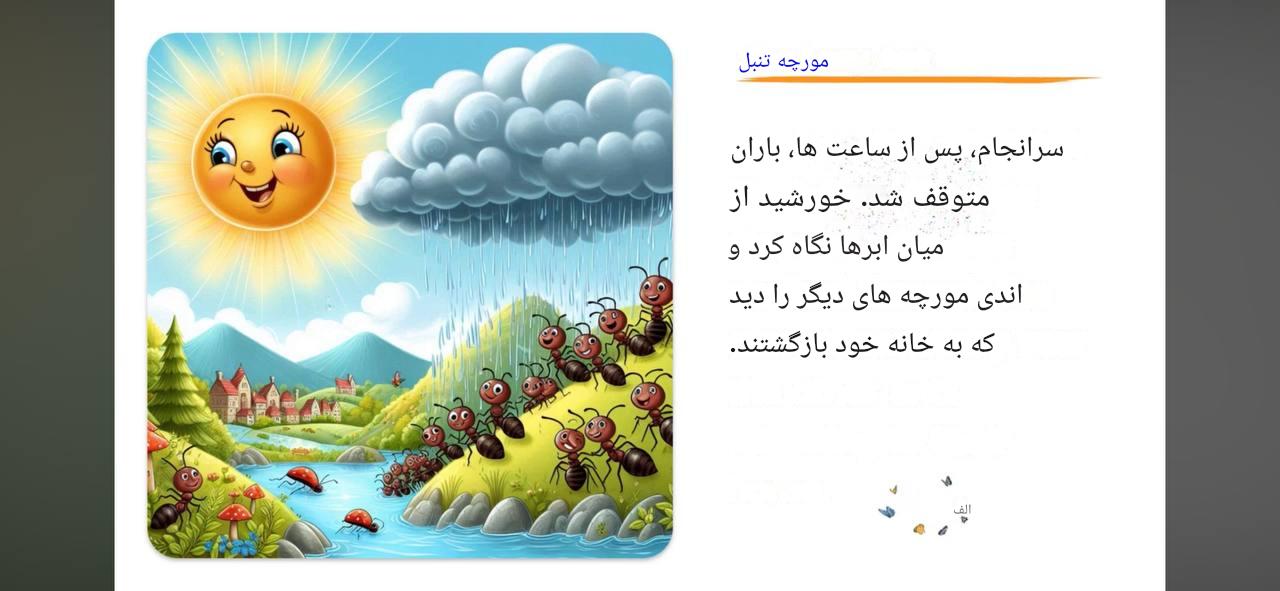 مورچه تنبل
سرانجام، پس از ساعت ها، باران
متوقف شد. خورشید از
میان ابرها نگاه کرد و
اندی مورچه های دیگر را دید
که به خانه خود بازگشتند.
الف